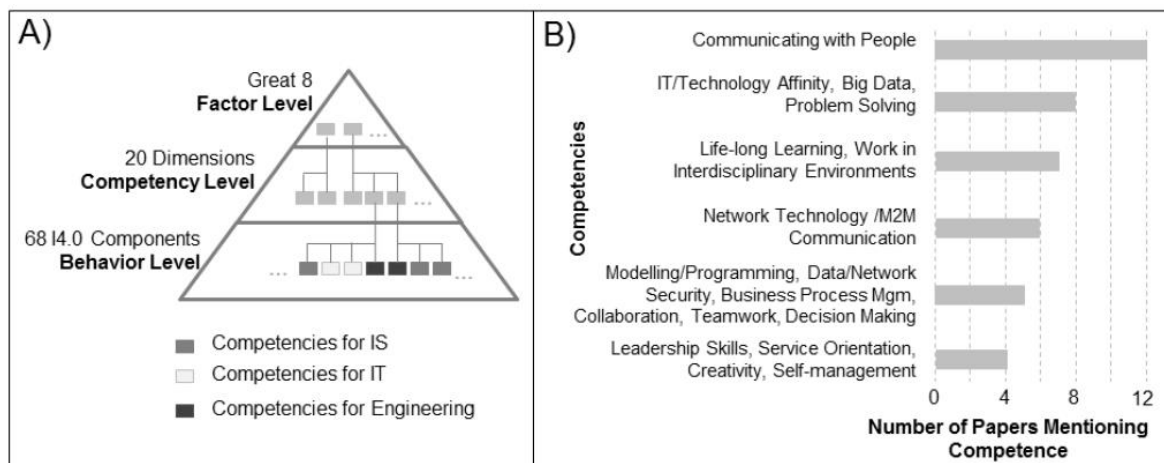 A)
Great 8
Factor Level
...
20 Dimensions
Competency Level
...
68 I4.0 Components
Behavior Level
...
...
Competencies for IS
Competencies for IT
Competencies for Engineering
B)
Competencies
Communicating with People
IT/Technology Affinity, Big Data,
Problem Solving
Life-long Learning, Work in
Interdisciplinary Environments
Network Technology /M2M
Communication
Modelling/Programming, Data/Network
Security, Business Process Mgm,
Collaboration, Teamwork, Decision Making
Leadership Skills, Service Orientation,
Creativity, Self-management
0 4 8 12
Number of Papers Mentioning
Competence